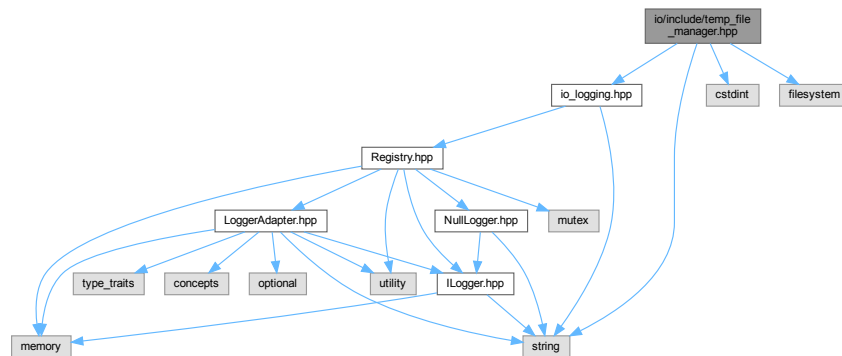 io/include/temp_file
_manager.hpp
io_logging.hpp
cstdint
filesystem
Registry.hpp
LoggerAdapter.hpp
NullLogger.hpp
mutex
type_traits
concepts
optional
utility
ILogger.hpp
memory
string